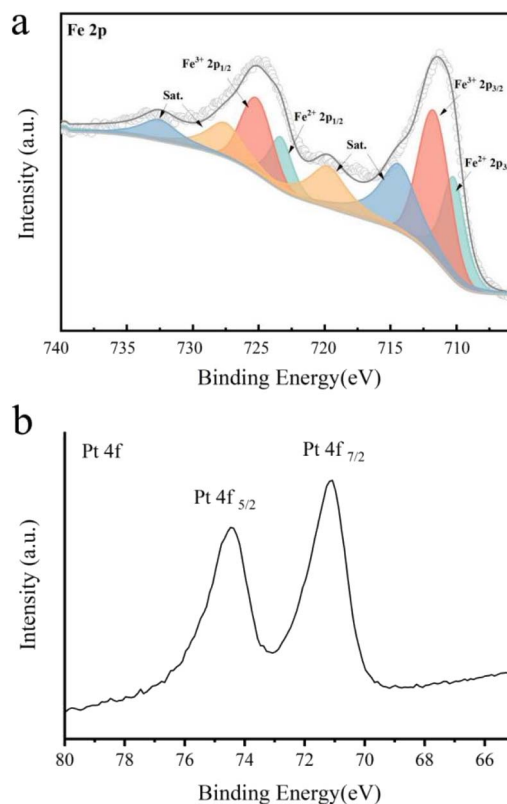 a
Fe 2p
Fe³⁺ 2p₁/₂
Sat.
Fe²⁺ 2p₁/₂
Sat.
Fe³⁺ 2p₃/₂
Fe²⁺ 2p₃
Intensity (a.u.)
740 735 730 725 720 715 710
Binding Energy(eV)
b
Pt 4f
Pt 4f ₅/₂
Pt 4f ₇/₂
Intensity (a.u.)
80 78 76 74 72 70 68 66
Binding Energy(eV)